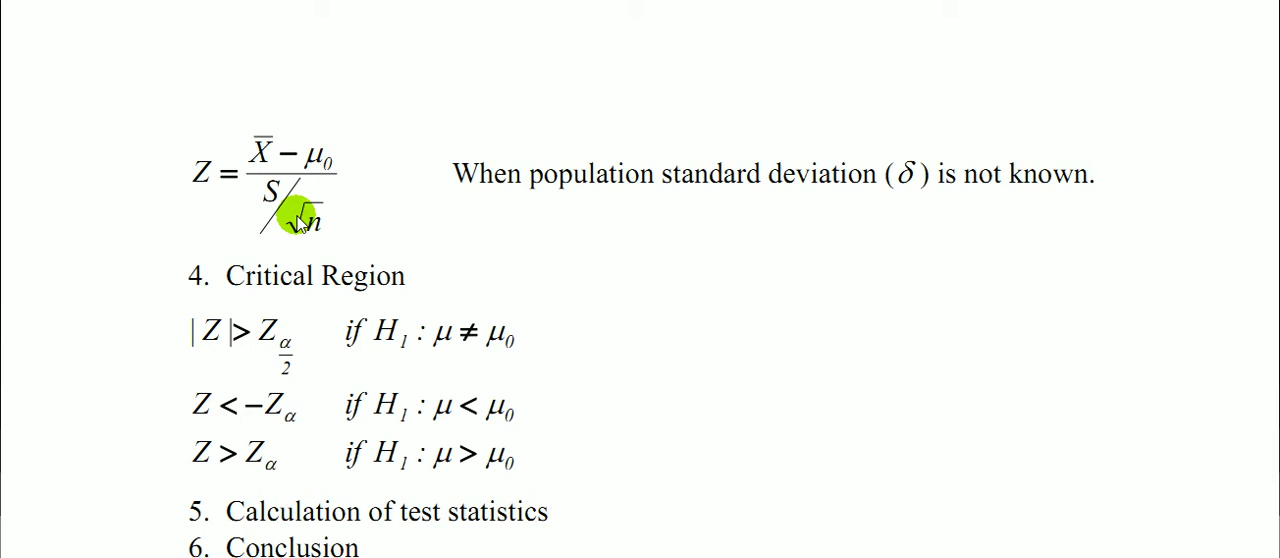 Z = (X̄ − μ₀) / (S/√n) When population standard deviation (δ) is not known.
4. Critical Region
|Z| > Z_{α/2} if H₁ : μ ≠ μ₀
Z < −Z_α if H₁ : μ < μ₀
Z > Z_α if H₁ : μ > μ₀
5. Calculation of test statistics
6. Conclusion